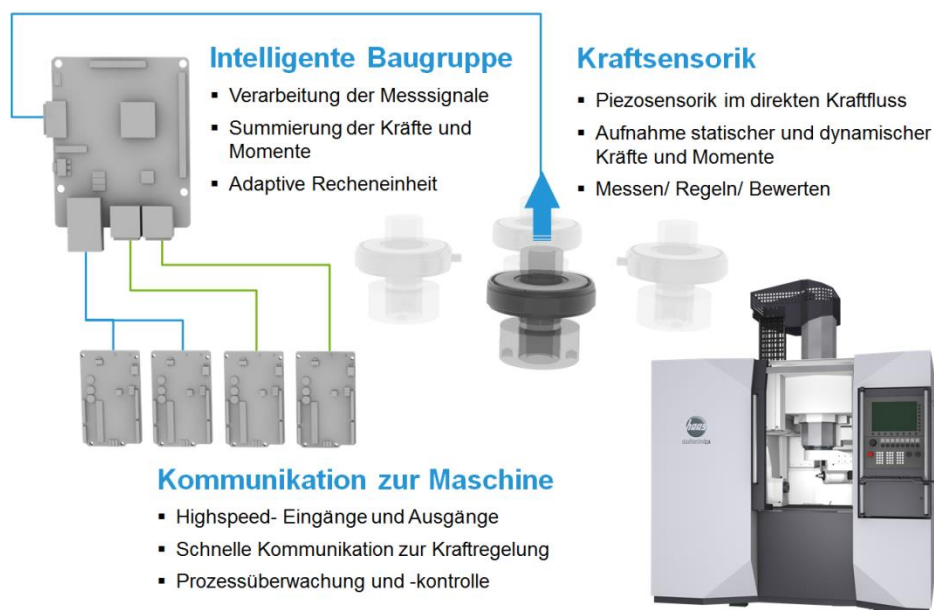 Intelligente Baugruppe
▪ Verarbeitung der Messsignale
▪ Summierung der Kräfte und
Momente
▪ Adaptive Recheneinheit
Kraftsensorik
▪ Piezosensorik im direkten Kraftfluss
▪ Aufnahme statischer und dynamischer
Kräfte und Momente
▪ Messen/ Regeln/ Bewerten
haas
Kommunikation zur Maschine
▪ Highspeed- Eingänge und Ausgänge
▪ Schnelle Kommunikation zur Kraftregelung
▪ Prozessüberwachung und -kontrolle